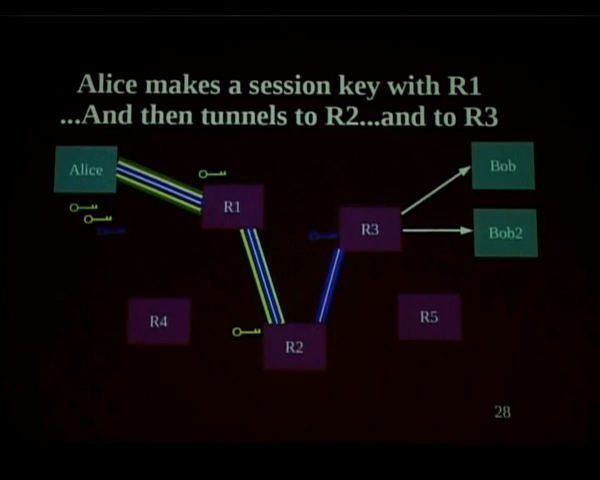 Alice makes a session key with R1
...And then tunnels to R2...and to R3
Alice
Bob
R1
R3
Bob2
R4
R5
R2
28